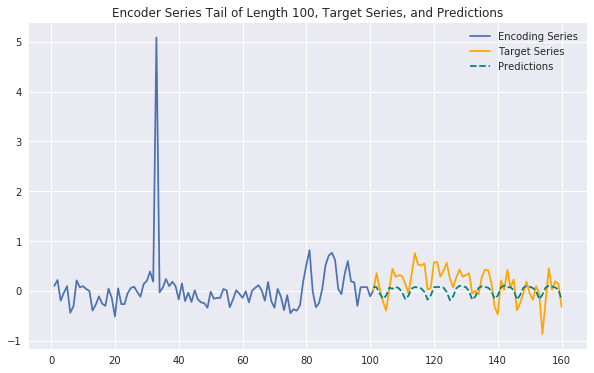 Encoder Series Tail of Length 100, Target Series, and Predictions
Encoding Series
Target Series
Predictions
5
4
3
2
1
0
−1
0 20 40 60 80 100 120 140 160